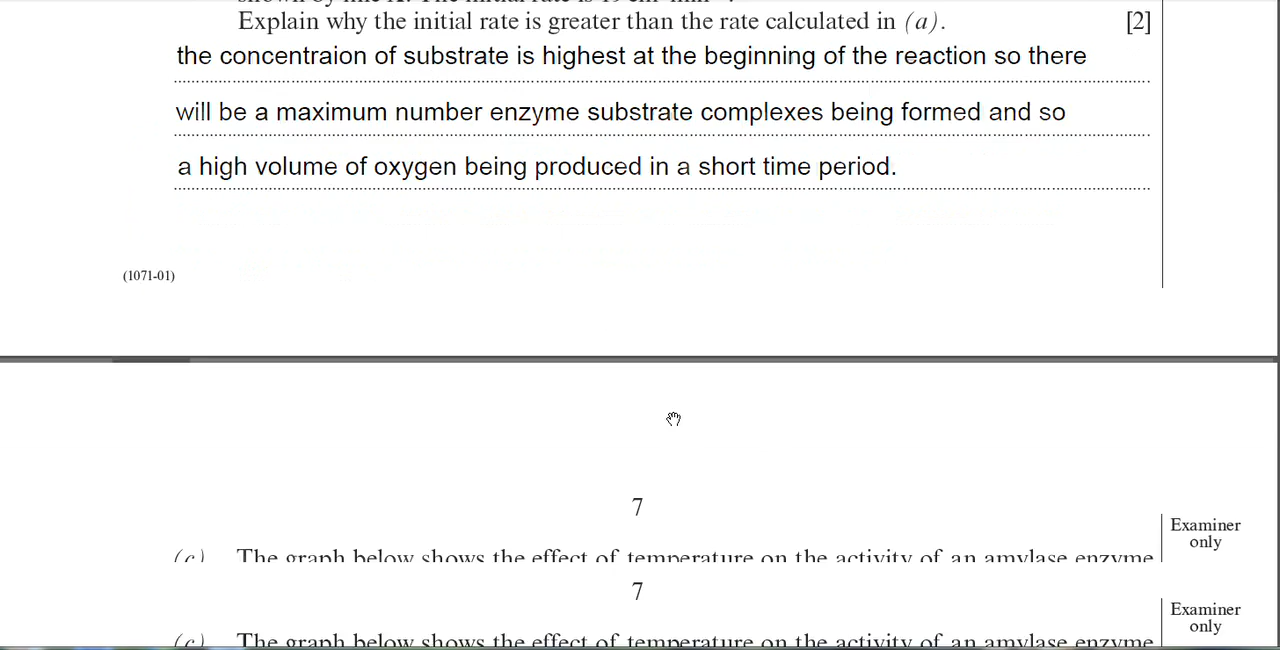 Explain why the initial rate is greater than the rate calculated in (a). [2]
the concentraion of substrate is highest at the beginning of the reaction so there
will be a maximum number enzyme substrate complexes being formed and so
a high volume of oxygen being produced in a short time period.
(1071-01)
7
Examiner
only
(c) The graph below shows the effect of temperature on the activity of an amylase enzyme
7
Examiner
only
(c) The graph below shows the effect of temperature on the activity of an amylase enzyme